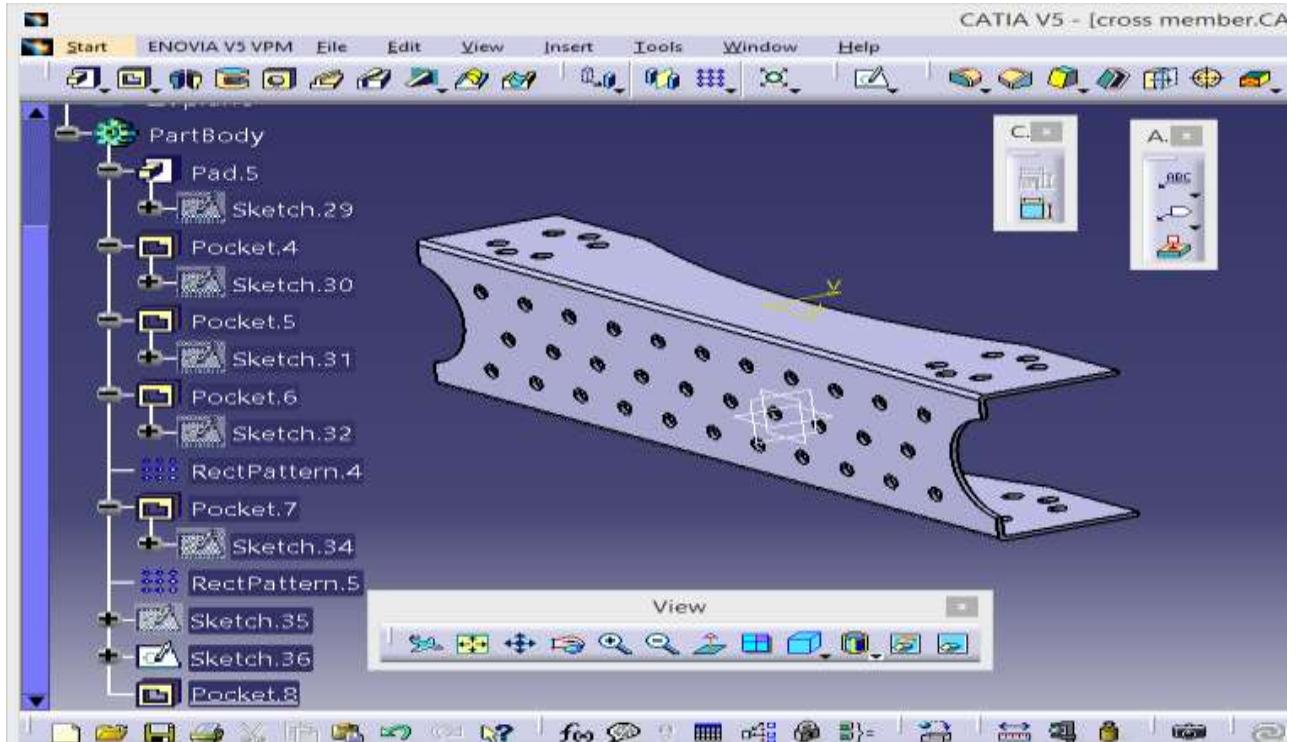 CATIA V5 - [cross member.CA
Start ENOVIA V5 VPM File Edit View Insert Tools Window Help
PartBody
C.
A.
Pad.5
ABC
Sketch.29
Pocket.4
Sketch.30
V
Pocket.5
Sketch.31
Pocket.6
Sketch.32
RectPattern.4
Pocket.7
Sketch.34
RectPattern.5
View
Sketch.35
Sketch.36
Pocket.8